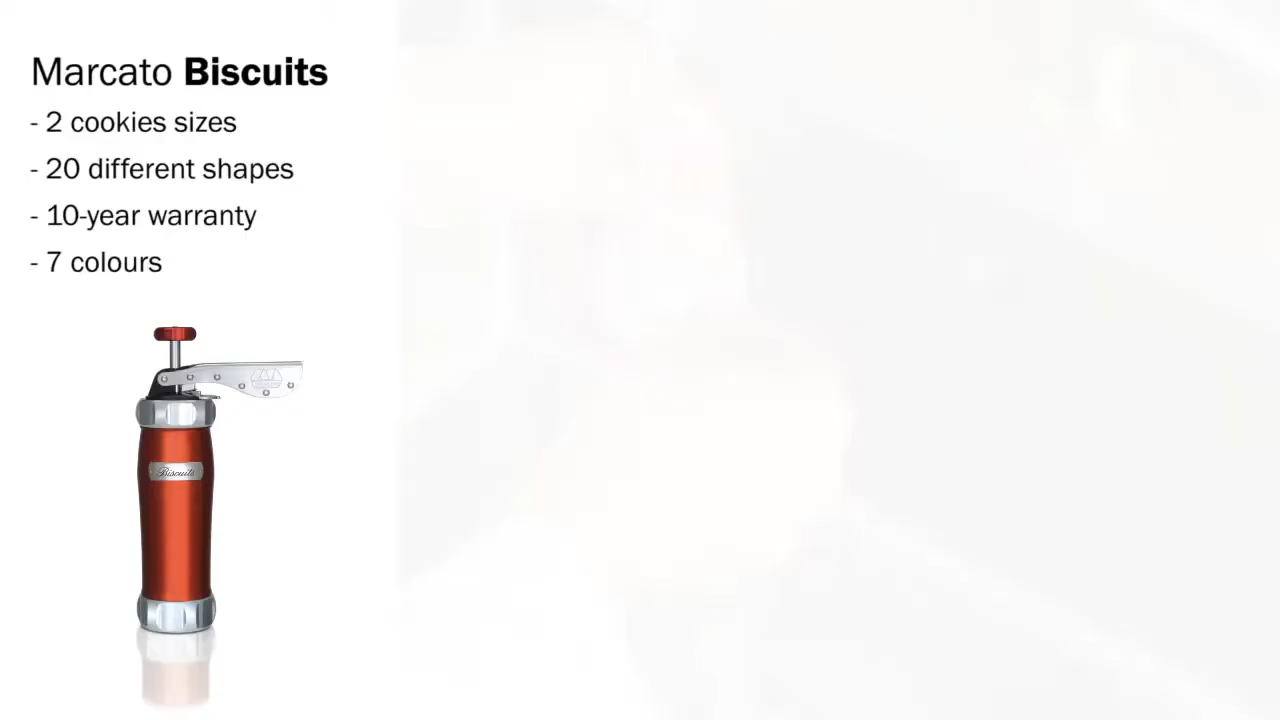 Marcato Biscuits
- 2 cookies sizes
- 20 different shapes
- 10-year warranty
- 7 colours
Biscuits